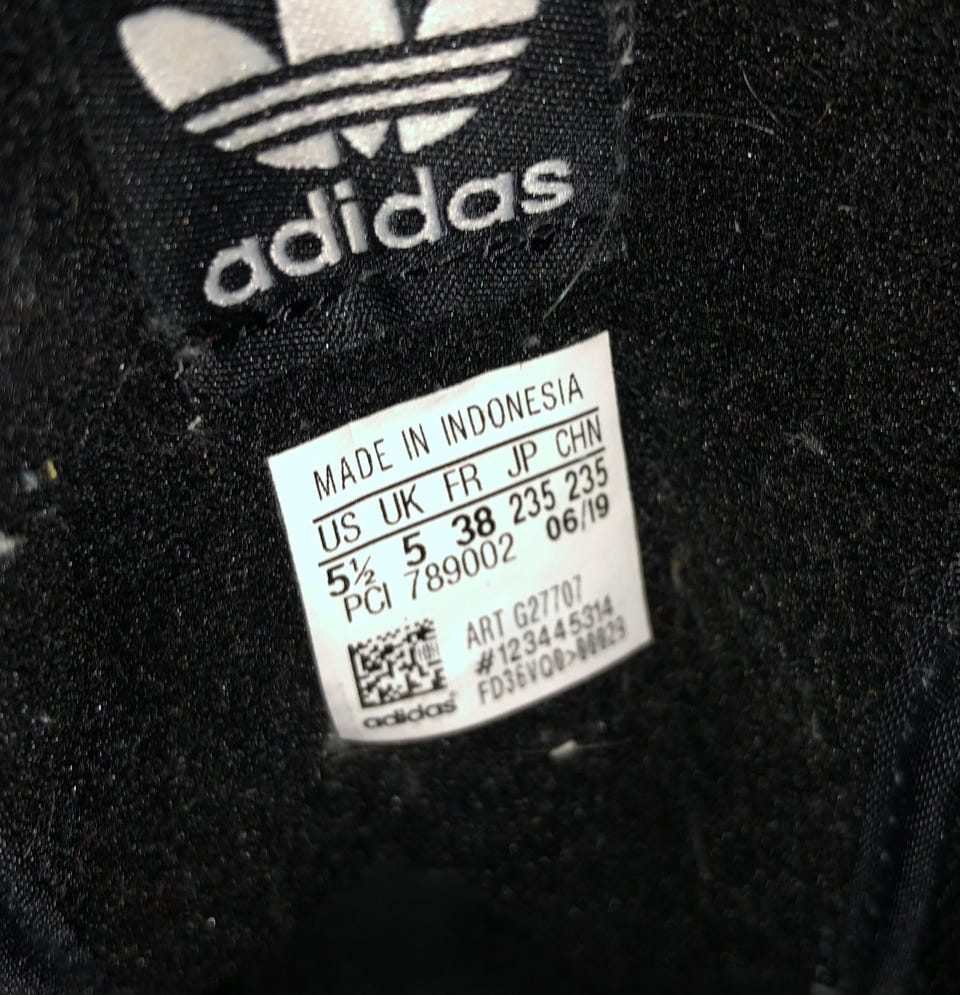 adidas
MADE IN INDONESIA
US UK FR JP CHN
5½ 5 38 235 235
PCI 789002 06/19
ART G27707
#123445314
FD36VQ0>00029
adidas